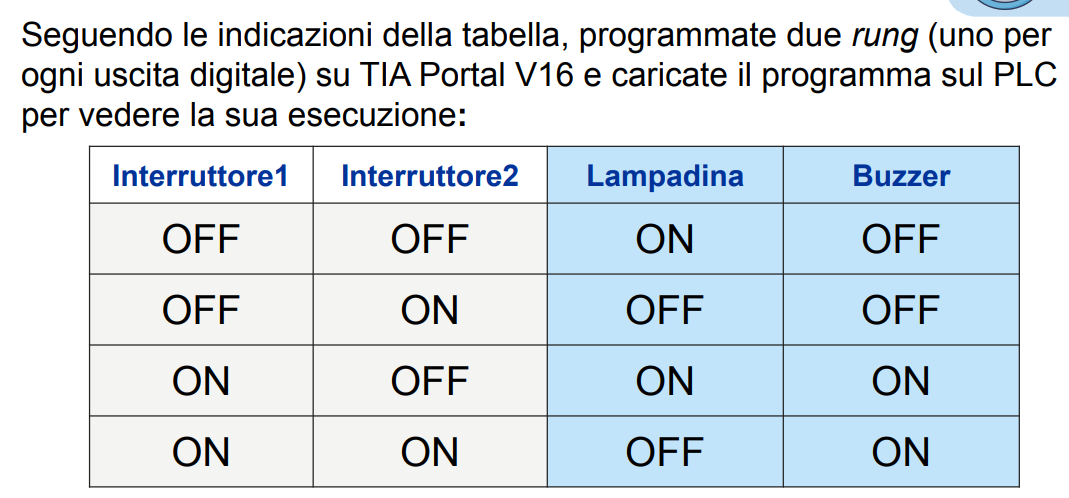 Seguendo le indicazioni della tabella, programmate due rung (uno per
ogni uscita digitale) su TIA Portal V16 e caricate il programma sul PLC
per vedere la sua esecuzione:
Interruttore1 Interruttore2 Lampadina Buzzer
OFF OFF ON OFF
OFF ON OFF OFF
ON OFF ON ON
ON ON OFF ON